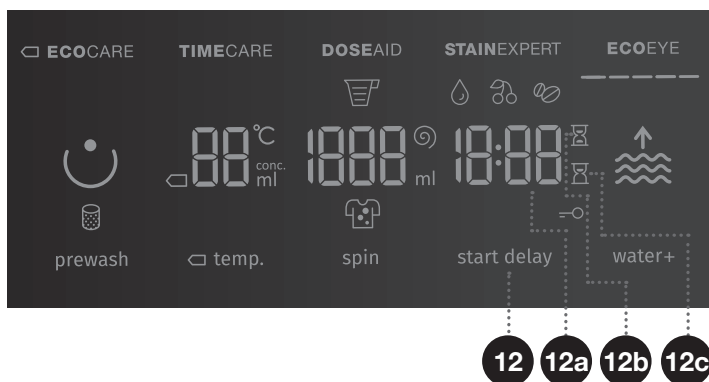 ECOCARE TIMECARE DOSEAID STAINEXPERT ECOEYE
88 °C 1888 18:88
conc.
ml ml
prewash temp. spin start delay water+
12 12a 12b 12c